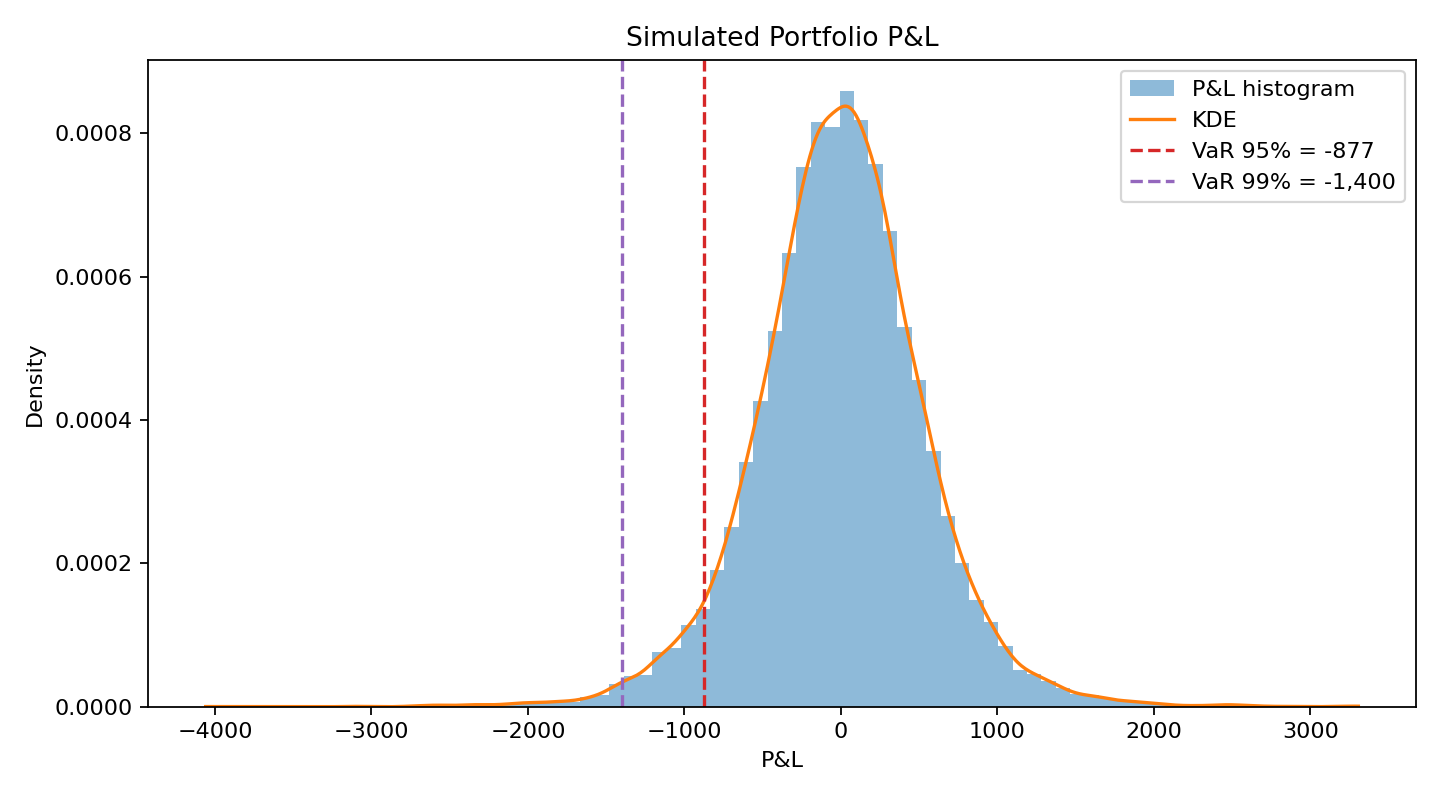 Simulated Portfolio P&L
P&L histogram
KDE
VaR 95% = -877
VaR 99% = -1,400
Density
0.0008
0.0006
0.0004
0.0002
0.0000
−4000
−3000
−2000
−1000
0
1000
2000
3000
P&L